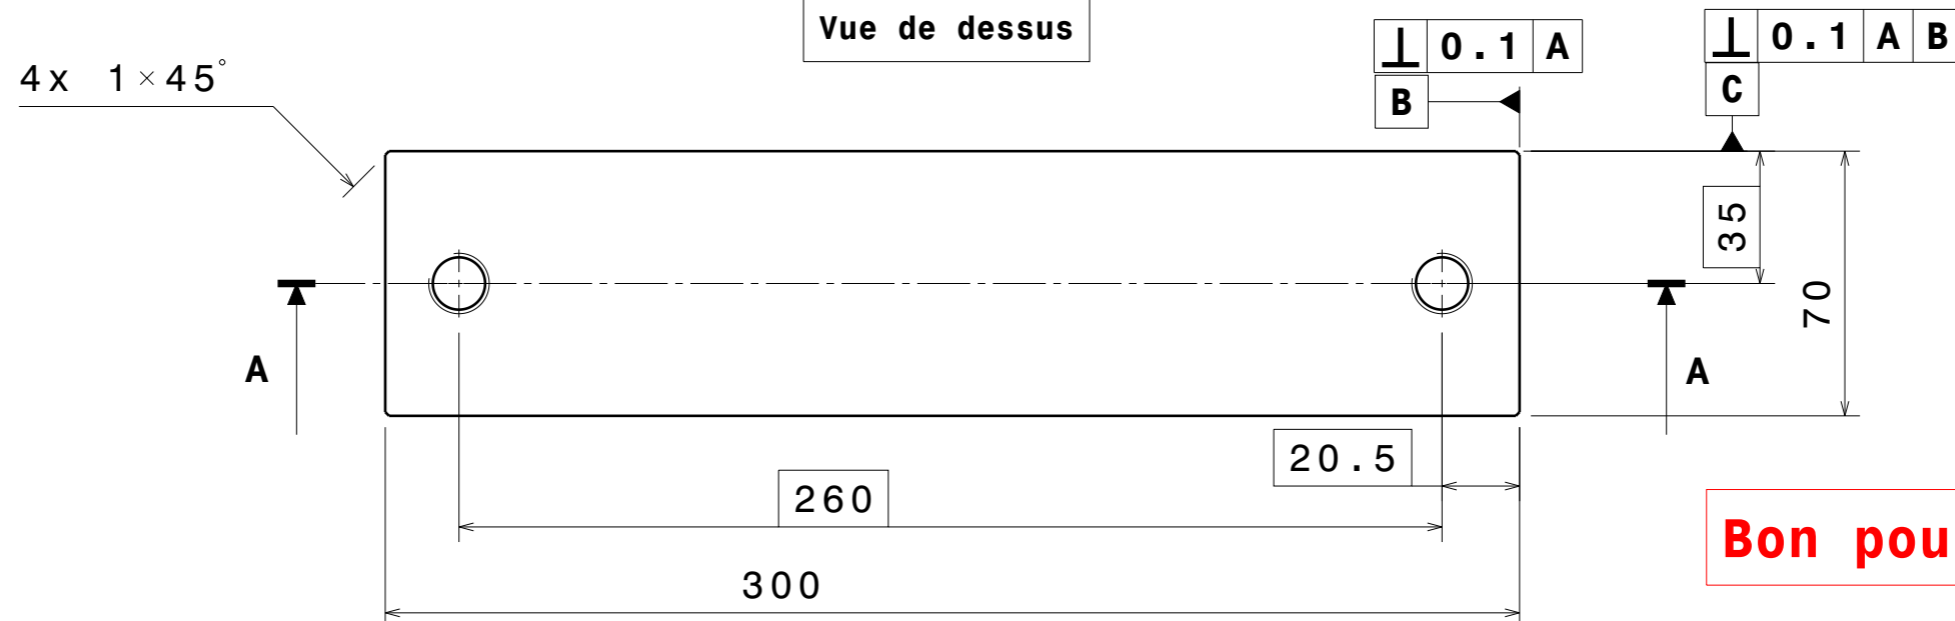 Vue de dessus
⊥ 0.1 A
⊥ 0.1 A B
B
C
4x 1×45°
35
70
A
A
20.5
260
300
Bon pou